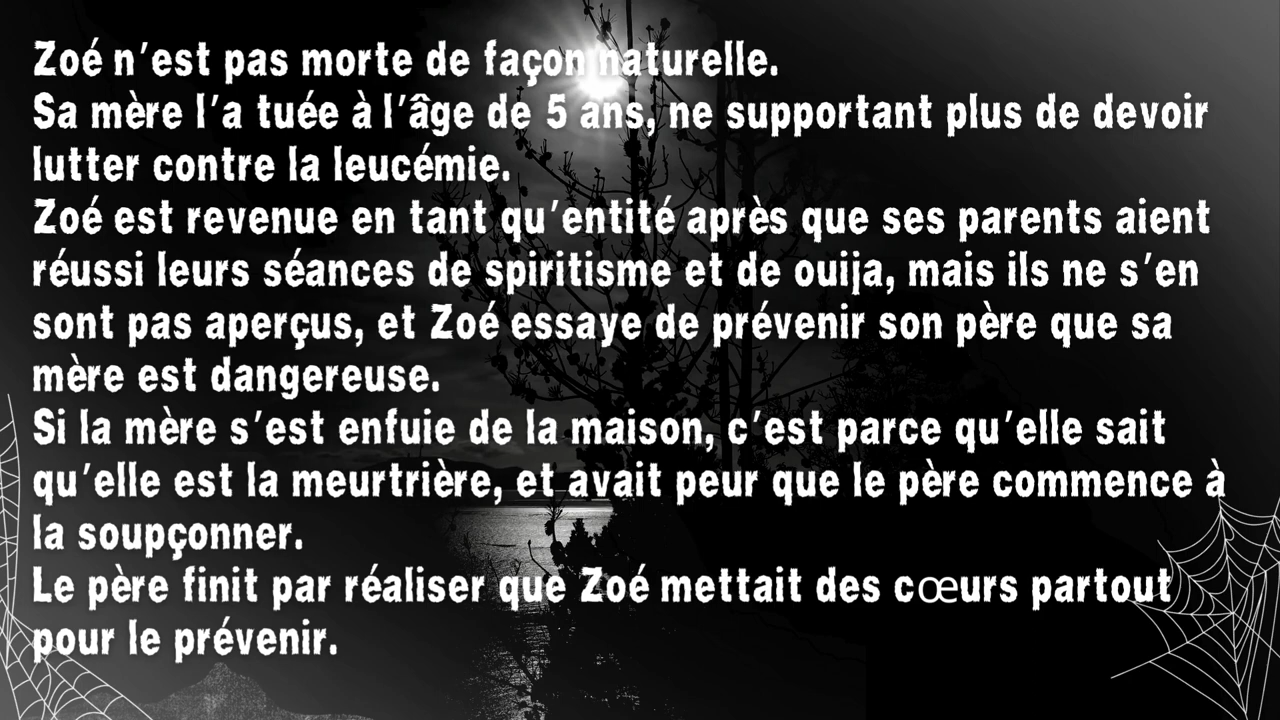 Zoé n'est pas morte de façon naturelle.
Sa mère l'a tuée à l'âge de 5 ans, ne supportant plus de devoir
lutter contre la leucémie.
Zoé est revenue en tant qu'entité après que ses parents aient
réussi leurs séances de spiritisme et de ouija, mais ils ne s'en
sont pas aperçus, et Zoé essaye de prévenir son père que sa
mère est dangereuse.
Si la mère s'est enfuie de la maison, c'est parce qu'elle sait
qu'elle est la meurtrière, et avait peur que le père commence à
la soupçonner.
Le père finit par réaliser que Zoé mettait des cœurs partout
pour le prévenir.